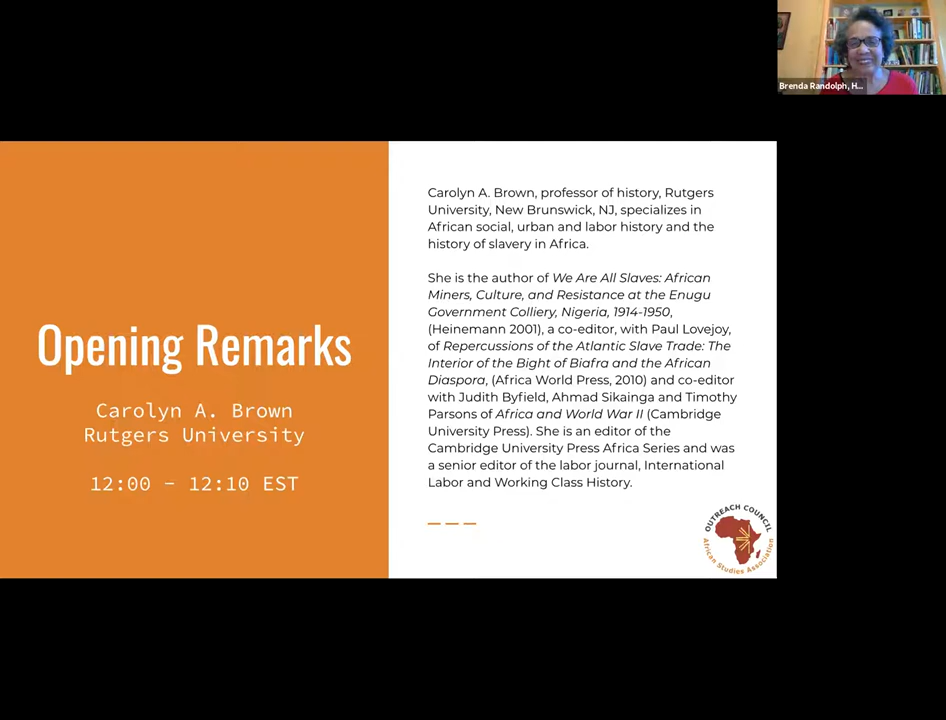 Brenda Randolph, H...
Opening Remarks
Carolyn A. Brown
Rutgers University
12:00 - 12:10 EST
Carolyn A. Brown, professor of history, Rutgers
University, New Brunswick, NJ, specializes in
African social, urban and labor history and the
history of slavery in Africa.
She is the author of We Are All Slaves: African
Miners, Culture, and Resistance at the Enugu
Government Colliery, Nigeria, 1914-1950,
(Heinemann 2001), a co-editor, with Paul Lovejoy,
of Repercussions of the Atlantic Slave Trade: The
Interior of the Bight of Biafra and the African
Diaspora, (Africa World Press, 2010) and co-editor
with Judith Byfield, Ahmad Sikainga and Timothy
Parsons of Africa and World War II (Cambridge
University Press). She is an editor of the
Cambridge University Press Africa Series and was
a senior editor of the labor journal, International
Labor and Working Class History.
OUTREACH COUNCIL
African Studies Association